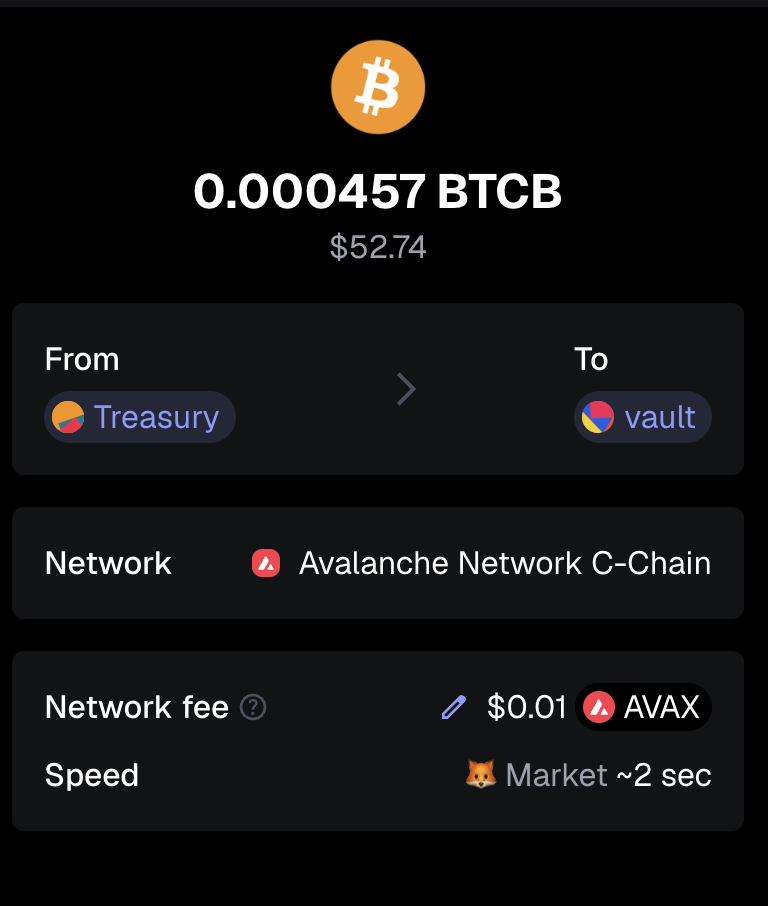 0.000457 BTCB
$52.74
From
To
Treasury
vault
Network
Avalanche Network C-Chain
Network fee ? $0.01 AVAX
Speed
Market ~2 sec